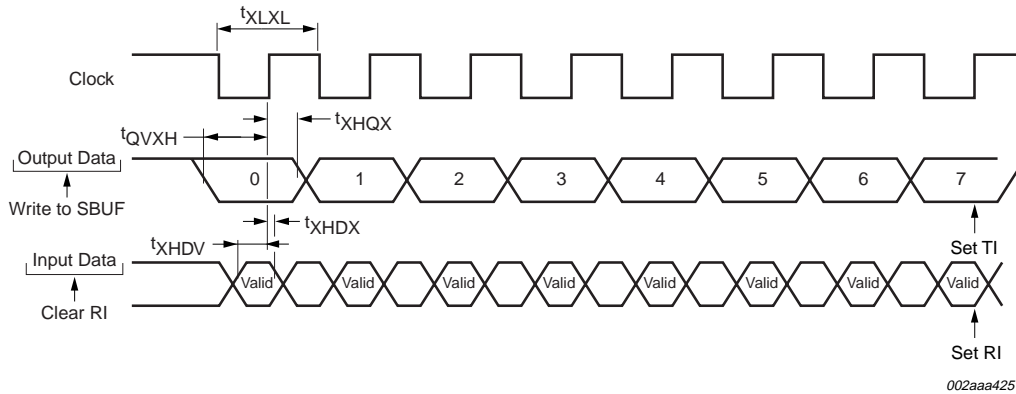 tXLXL
Clock
tXHQX
tQVXH
Output Data
0 1 2 3 4 5 6 7
Write to SBUF
tXHDX
tXHDV
Set TI
Input Data
Valid Valid Valid Valid Valid Valid Valid Valid
Clear RI
Set RI
002aaa425